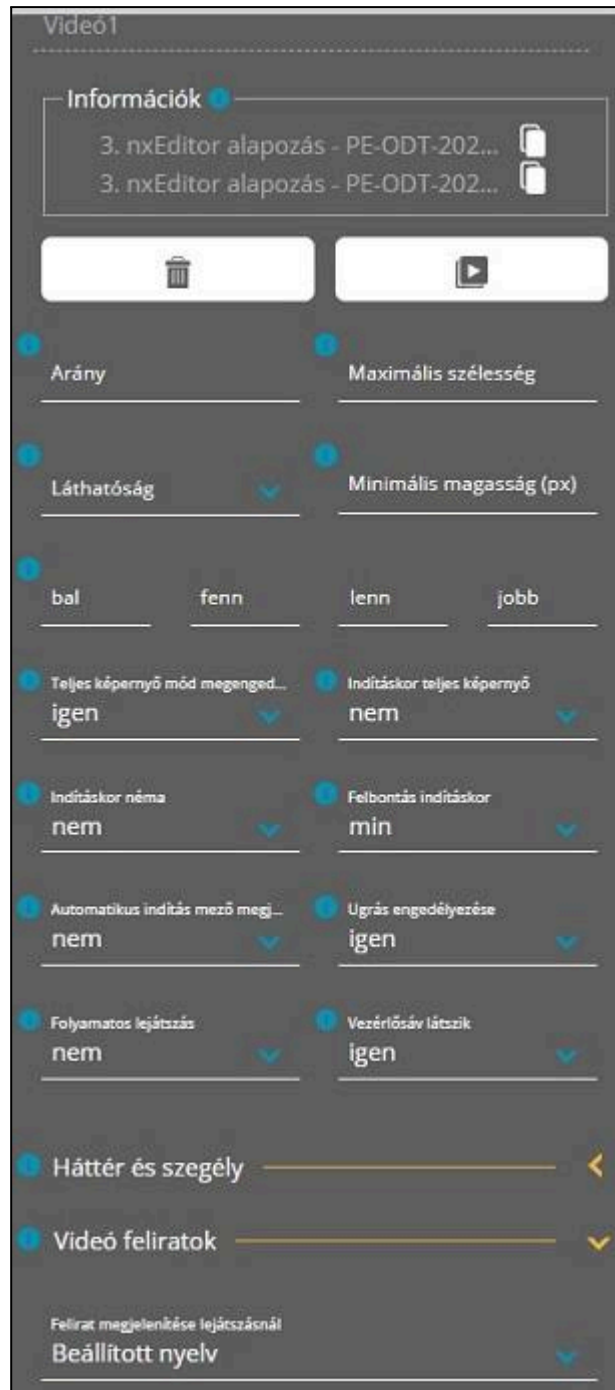 Videó1
Információk
3. nxEditor alapozás - PE-ODT-202...
3. nxEditor alapozás - PE-ODT-202...
Arány Maximális szélesség
Láthatóság Minimális magasság (px)
bal fenn lenn jobb
Teljes képernyő mód megenged... Indításkor teljes képernyő
igen nem
Indításkor néma Felbontás indításkor
nem min
Automatikus indítás mező megj... Ugrás engedélyezése
nem igen
Folyamatos lejátszás Vezérlősáv látszik
nem igen
Háttér és szegély
Videó feliratok
Felirat megjelenítése lejátszásnál
Beállított nyelv